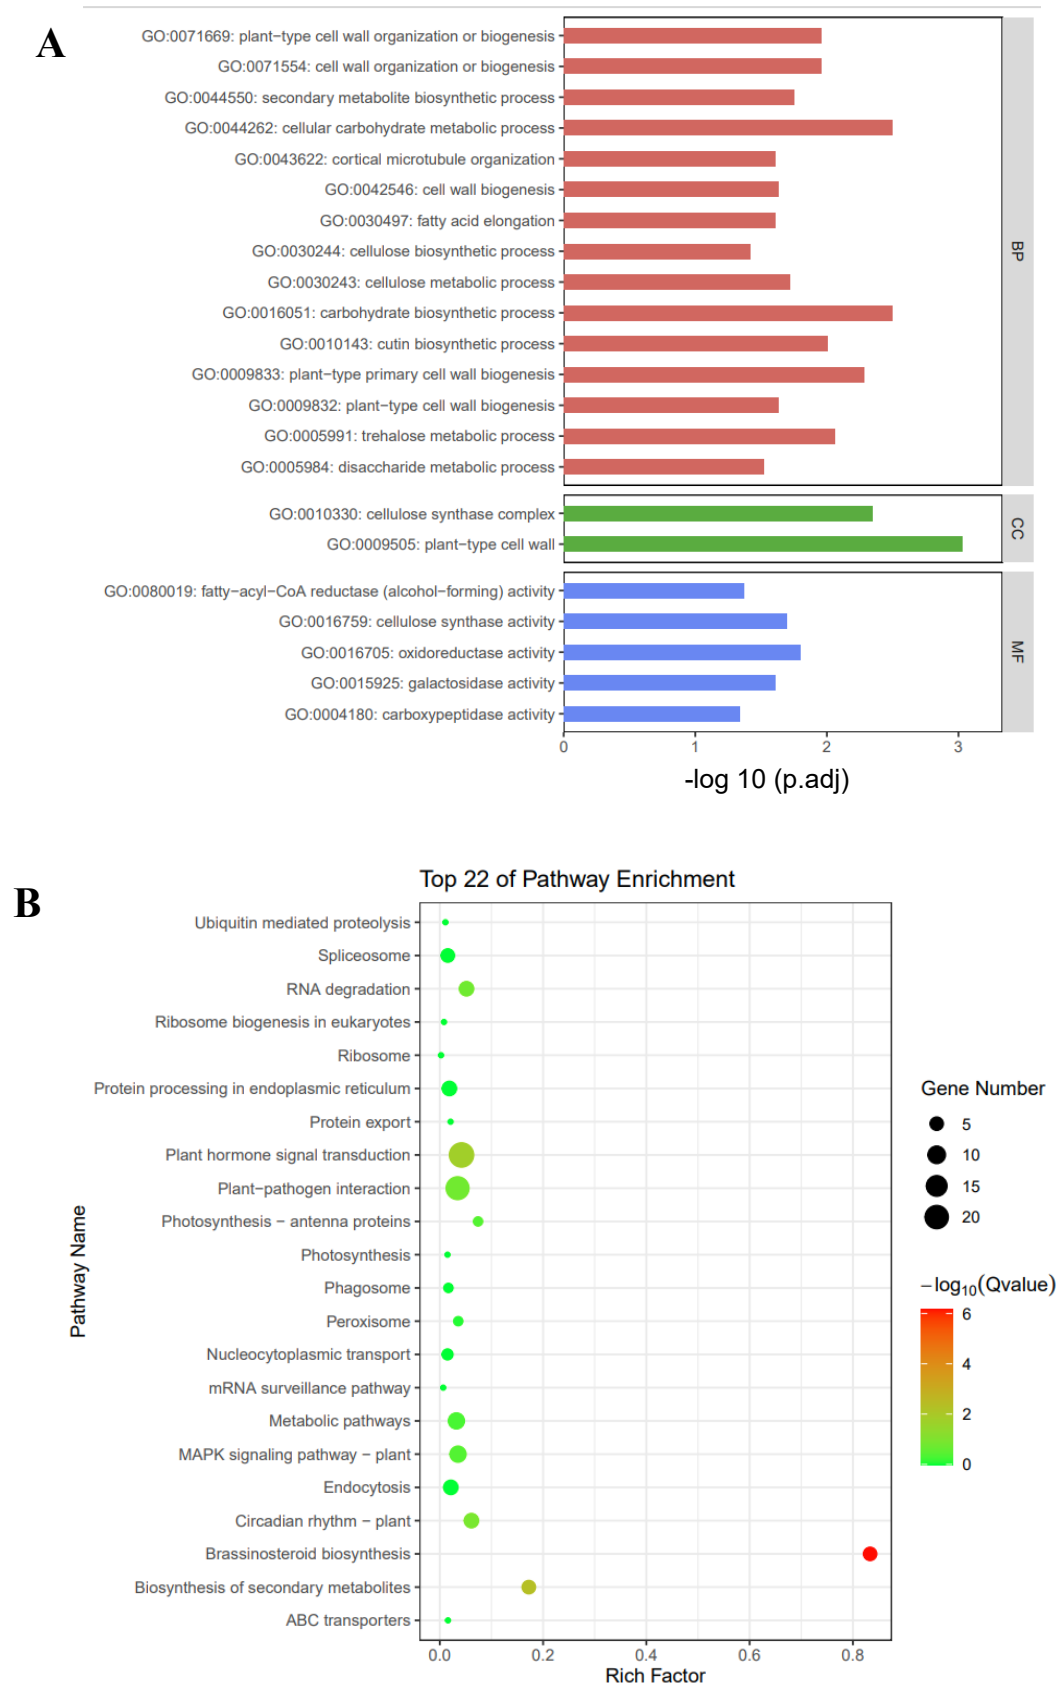 A
GO:0071669: plant-type cell wall organization or biogenesis
GO:0071554: cell wall organization or biogenesis
GO:0044550: secondary metabolite biosynthetic process
GO:0044262: cellular carbohydrate metabolic process
GO:0043622: cortical microtubule organization
GO:0042546: cell wall biogenesis
GO:0030497: fatty acid elongation
GO:0030244: cellulose biosynthetic process
GO:0030243: cellulose metabolic process
GO:0016051: carbohydrate biosynthetic process
GO:0010143: cutin biosynthetic process
GO:0009833: plant-type primary cell wall biogenesis
GO:0009832: plant-type cell wall biogenesis
GO:0005991: trehalose metabolic process
GO:0005984: disaccharide metabolic process
BP
GO:0010330: cellulose synthase complex
GO:0009505: plant-type cell wall
CC
GO:0080019: fatty-acyl-CoA reductase (alcohol-forming) activity
GO:0016759: cellulose synthase activity
GO:0016705: oxidoreductase activity
GO:0015925: galactosidase activity
GO:0004180: carboxypeptidase activity
MF
0 1 2 3
-log 10 (p.adj)
B
Top 22 of Pathway Enrichment
Pathway Name
Ubiquitin mediated proteolysis
Spliceosome
RNA degradation
Ribosome biogenesis in eukaryotes
Ribosome
Protein processing in endoplasmic reticulum
Protein export
Plant hormone signal transduction
Plant-pathogen interaction
Photosynthesis - antenna proteins
Photosynthesis
Phagosome
Peroxisome
Nucleocytoplasmic transport
mRNA surveillance pathway
Metabolic pathways
MAPK signaling pathway - plant
Endocytosis
Circadian rhythm - plant
Brassinosteroid biosynthesis
Biosynthesis of secondary metabolites
ABC transporters
0.0 0.2 0.4 0.6 0.8
Rich Factor
Gene Number
5
10
15
20
-log10(Qvalue)
6
4
2
0